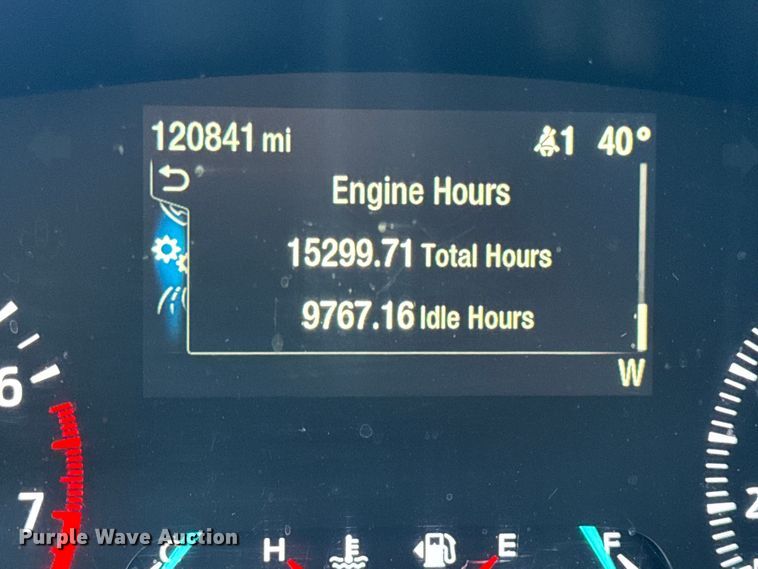 120841 mi 1 40°
Engine Hours
15299.71 Total Hours
9767.16 Idle Hours
W
6
7
2
C H E F
Purple Wave Auction